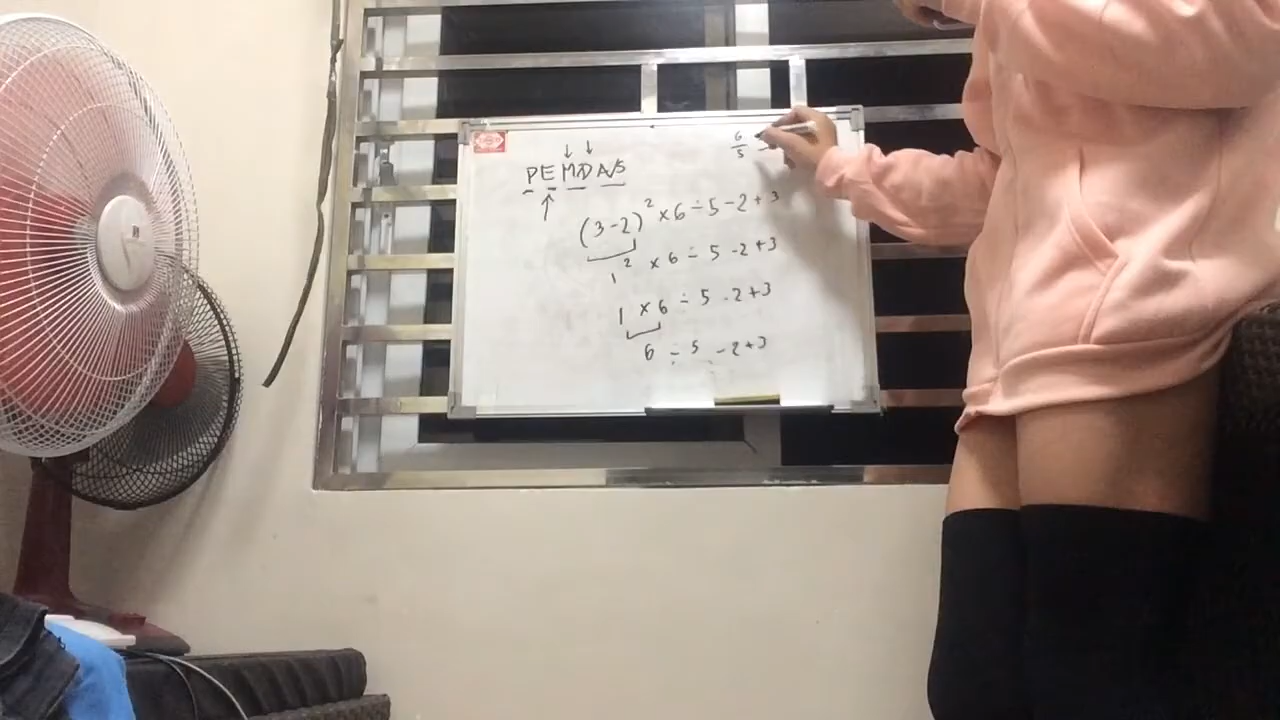 6/5
PEMDAS
(3-2)² × 6 ÷ 5 - 2 + 3
1² × 6 ÷ 5 - 2 + 3
1 × 6 ÷ 5 - 2 + 3
6 ÷ 5 - 2 + 3